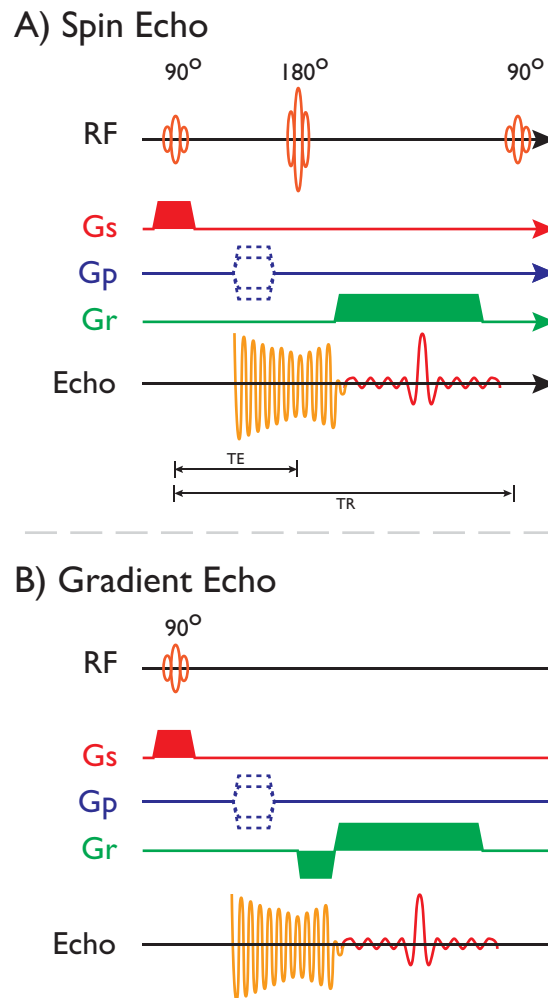 A) Spin Echo
90° 180° 90°
RF
Gs
Gp
Gr
Echo
TE
TR
B) Gradient Echo
90°
RF
Gs
Gp
Gr
Echo